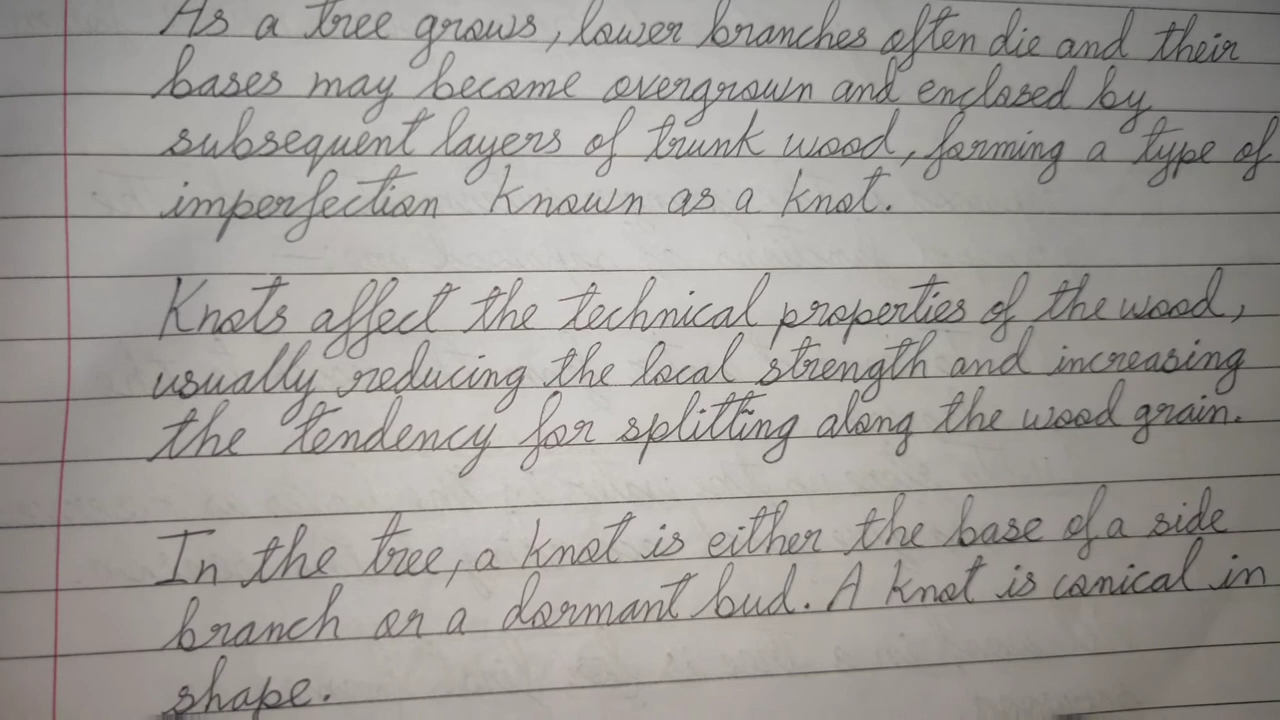 As a tree grows, lower branches often die and their
bases may become overgrown and enclosed by
subsequent layers of trunk wood, forming a type of
imperfection known as a knot.
Knots affect the technical properties of the wood,
usually reducing the local strength and increasing
the tendency for splitting along the wood grain.
In the tree, a knot is either the base of a side
branch or a dormant bud. A knot is conical in
shape.